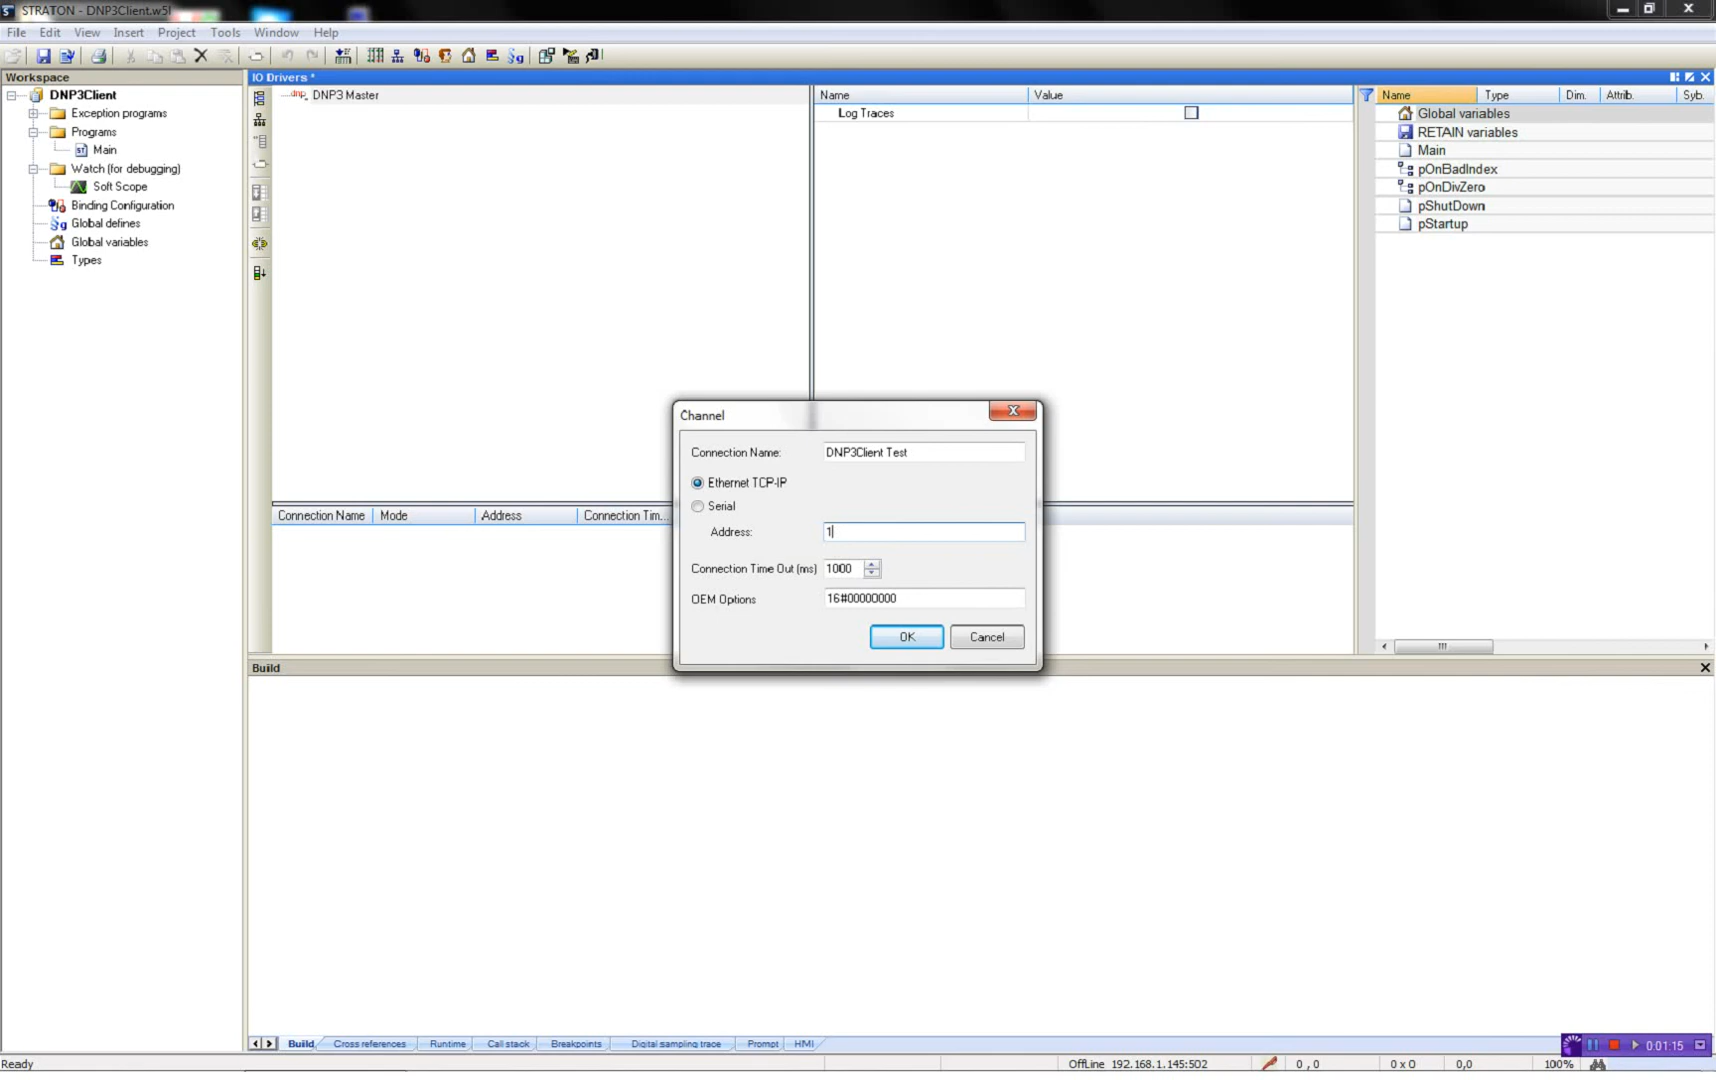 STRATON - DNP3Client.w5l
File Edit View Insert Project Tools Window Help
Workspace
DNP3Client
Exception programs
Programs
Main
Watch (for debugging)
Soft Scope
Binding Configuration
Global defines
Global variables
Types
IO Drivers *
DNP3 Master
Name Value
Log Traces
Name Type Dim. Attrib. Syb.
Global variables
RETAIN variables
Main
pOnBadIndex
pOnDivZero
pShutDown
pStartup
Connection Name Mode Address Connection Tim...
Channel
Connection Name: DNP3Client Test
Ethernet TCP-IP
Serial
Address: 1
Connection Time Out (ms) 1000
OEM Options 16#00000000
OK Cancel
Build
Build Cross references Runtime Call stack Breakpoints Digital sampling trace Prompt HMI
0:01:15
Ready OffLine 192.168.1.145:502 0 , 0 0 x 0 0,0 100%